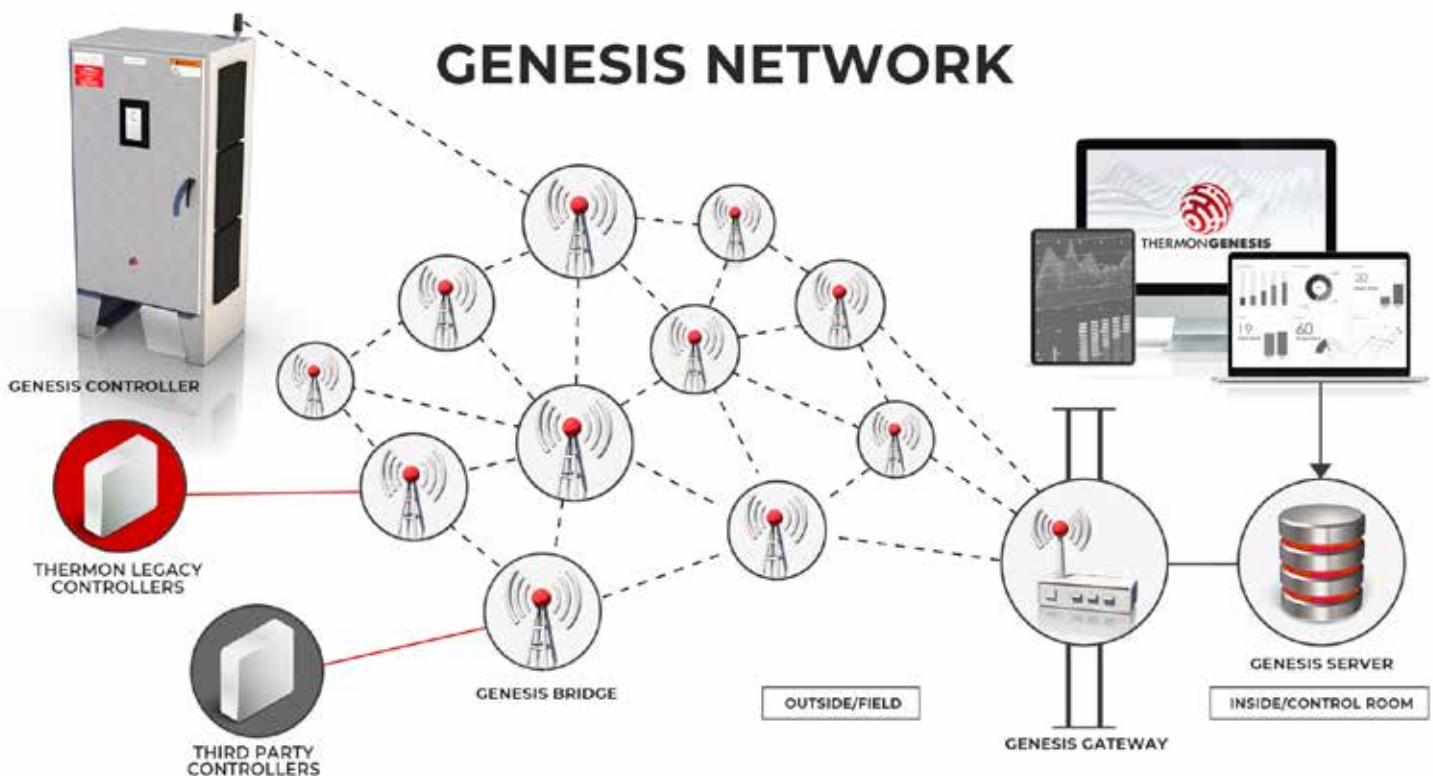 GENESIS NETWORK
THERMONGENESIS
GENESIS CONTROLLER
THERMON LEGACY
CONTROLLERS
THIRD PARTY
CONTROLLERS
GENESIS BRIDGE
OUTSIDE/FIELD
GENESIS GATEWAY
GENESIS SERVER
INSIDE/CONTROL ROOM
20
19
60